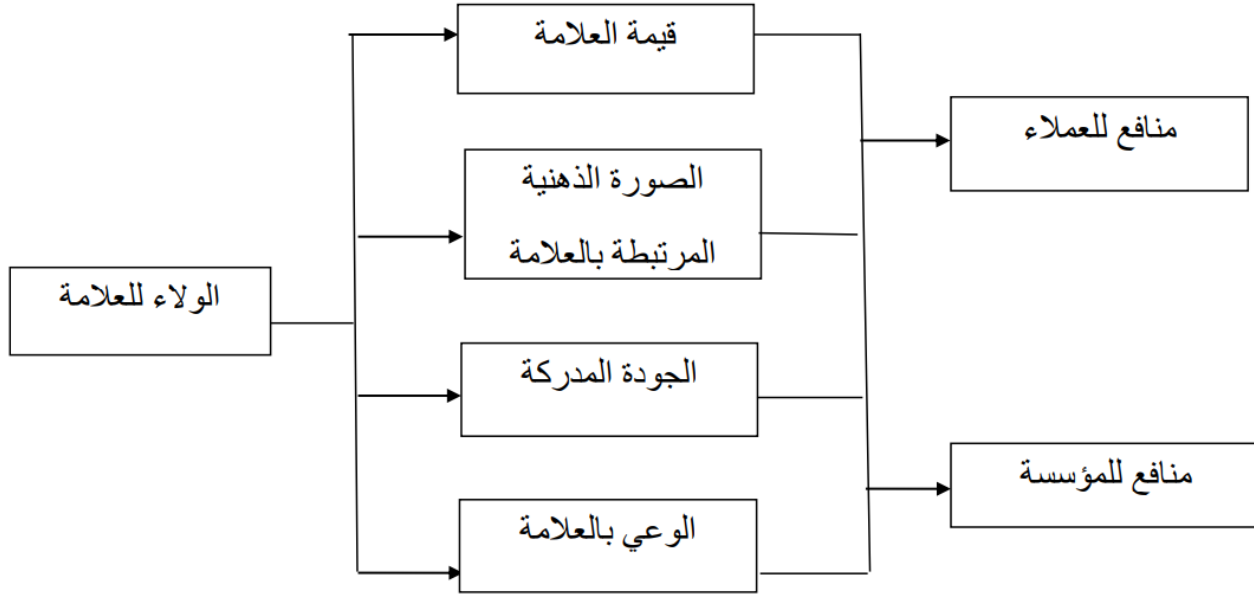 قيمة العلامة
منافع للعملاء
الصورة الذهنية
المرتبطة بالعلامة
الولاء للعلامة
الجودة المدركة
منافع للمؤسسة
الوعي بالعلامة